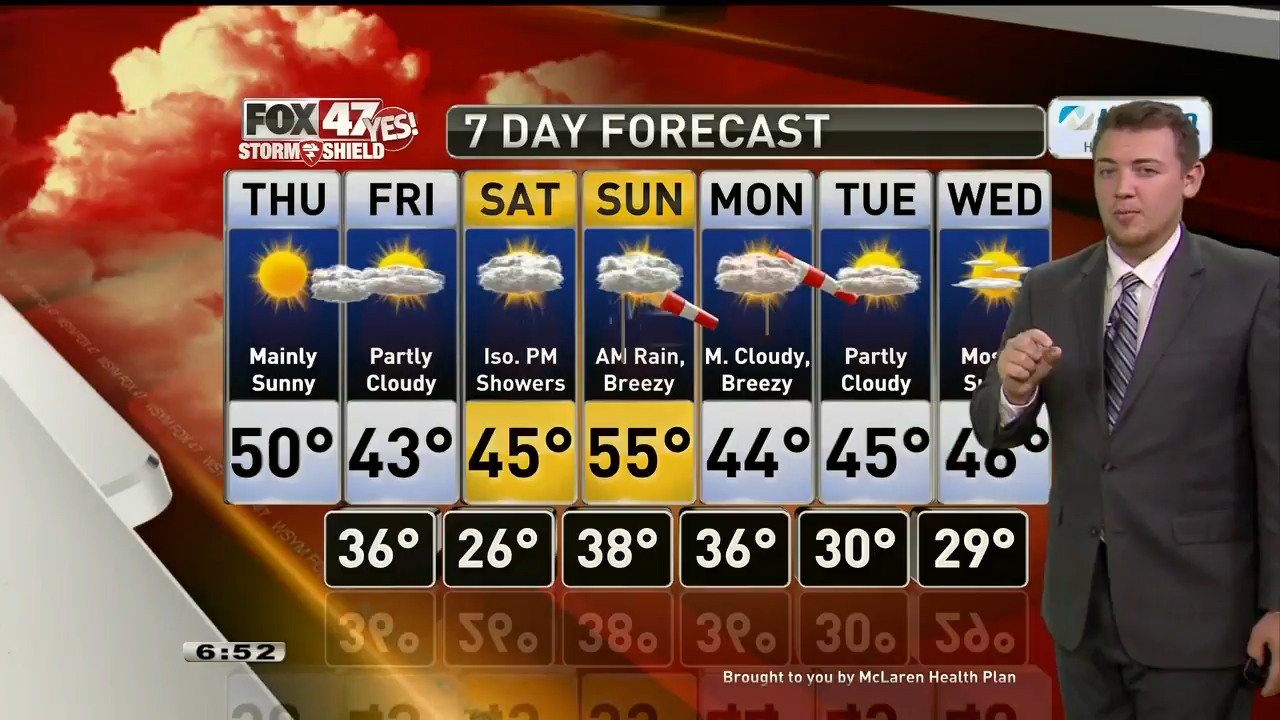 FOX 47 YES!
STORM SHIELD
7 DAY FORECAST
THU FRI SAT SUN MON TUE WED
Mainly Sunny
Partly Cloudy
Iso. PM Showers
AM Rain, Breezy
M. Cloudy, Breezy
Partly Cloudy
50° 43° 45° 55° 44° 45° 46°
36° 26° 38° 36° 30° 29°
6:52
Brought to you by McLaren Health Plan